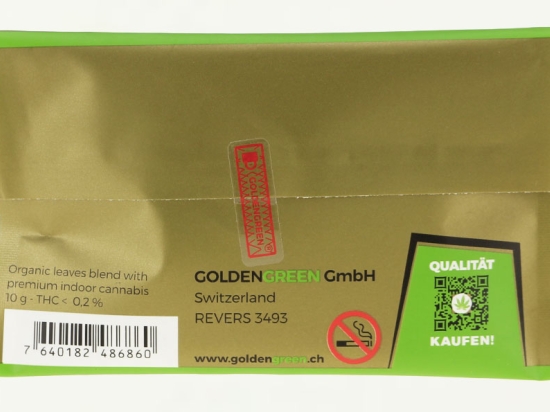 GOLDENGREEN
Organic leaves blend with
premium indoor cannabis
10 g · THC < 0,2 %
7 640182 486860
GOLDENGREEN GmbH
Switzerland
REVERS 3493
www.goldengreen.ch
QUALITÄT
KAUFEN!